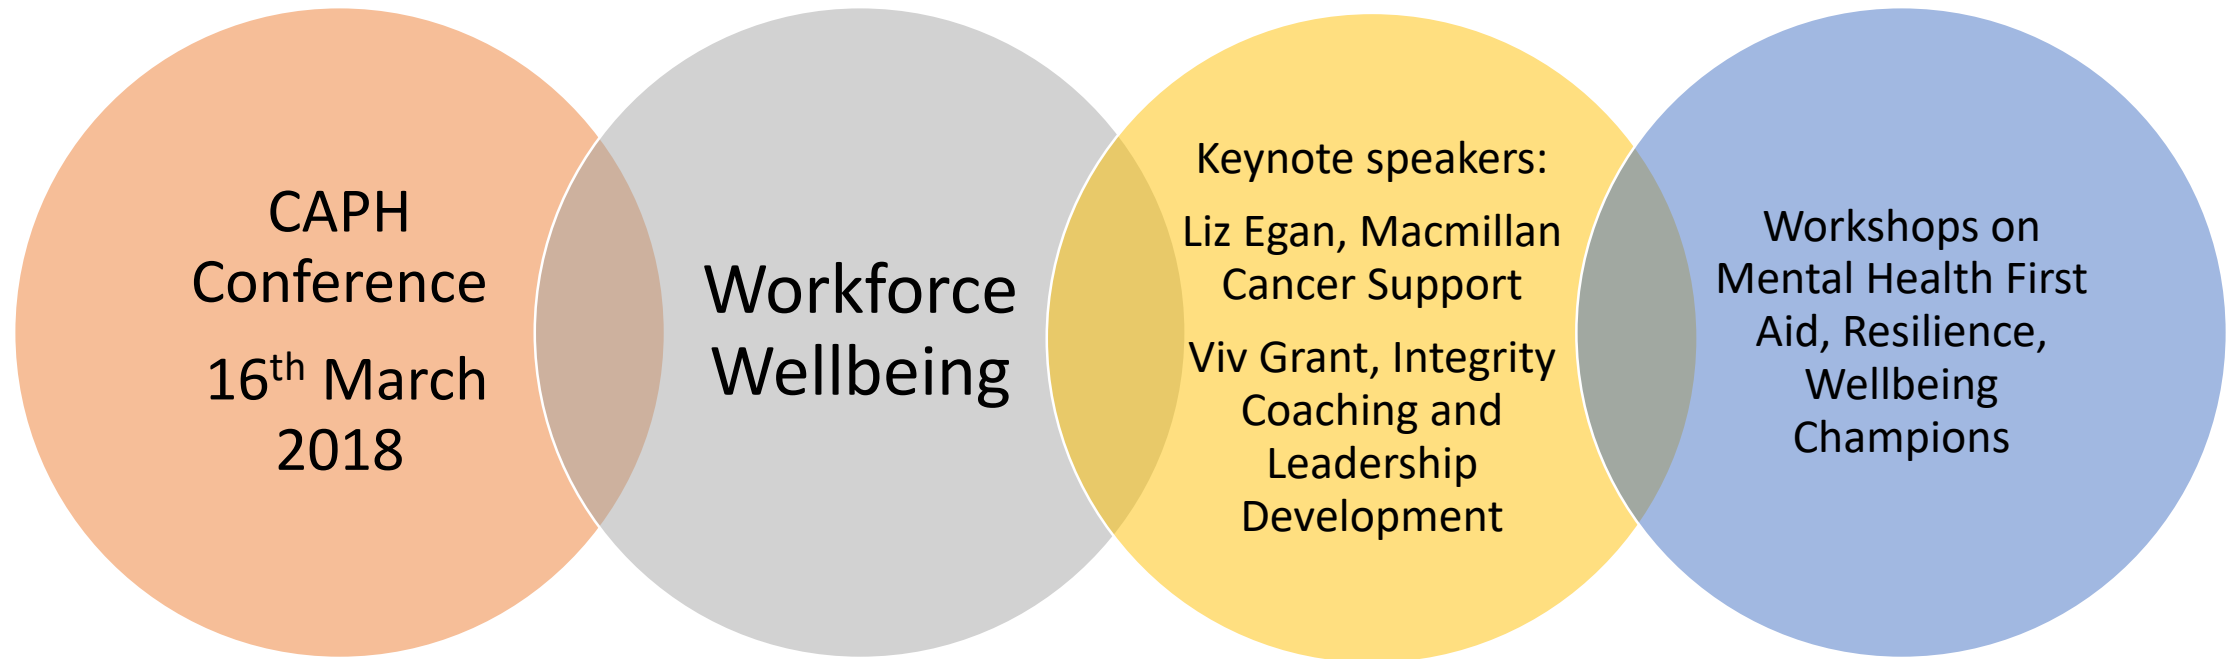 CAPH
Conference
16th March
2018
Workforce
Wellbeing
Keynote speakers:
Liz Egan, Macmillan
Cancer Support
Viv Grant, Integrity
Coaching and
Leadership
Development
Workshops on
Mental Health First
Aid, Resilience,
Wellbeing
Champions